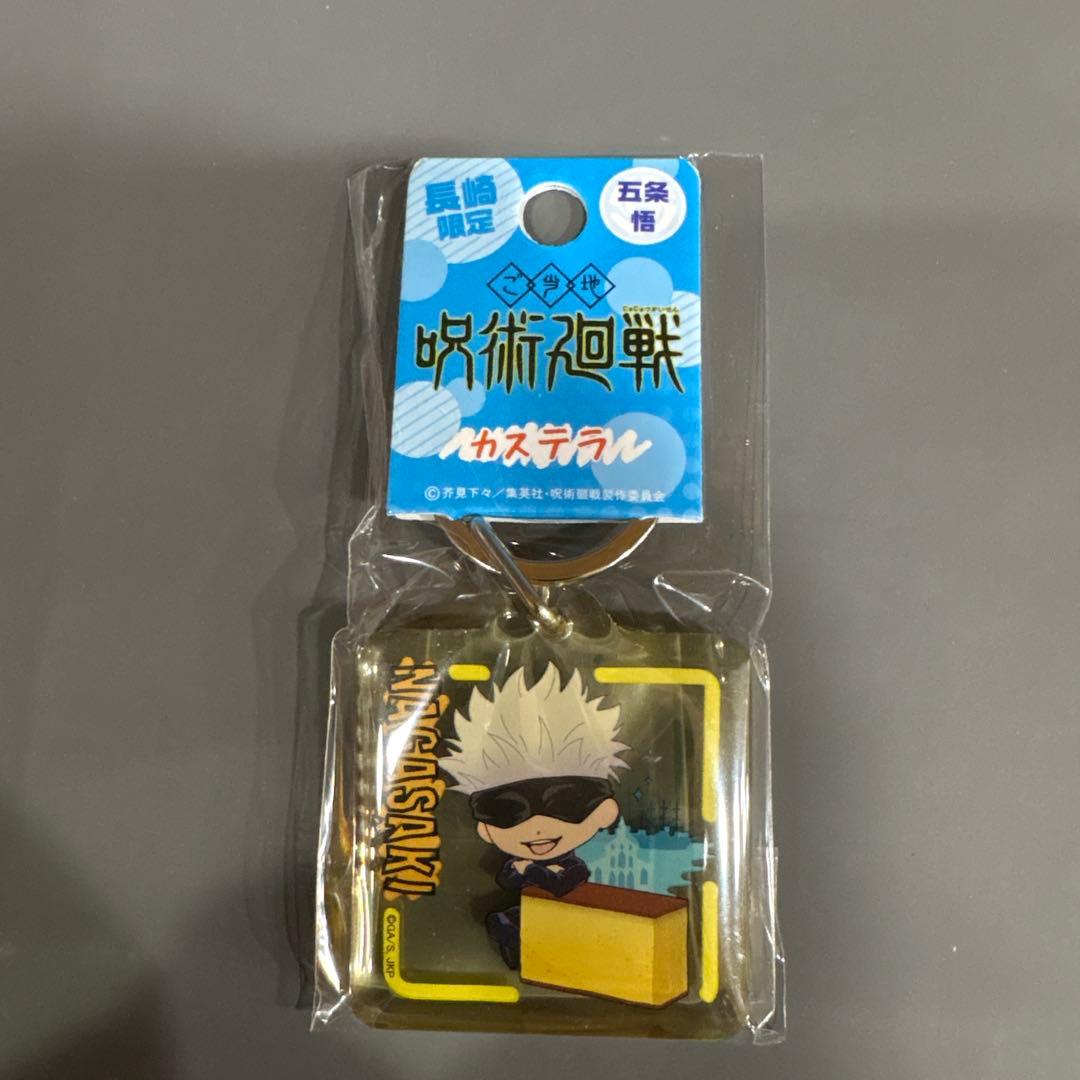 長崎
限定
五条
悟
ご当地
じゅじゅつかいせん
呪術廻戦
カステラ
©芥見下々／集英社・呪術廻戦製作委員会
NAGASAKI
©GA/S, JKP